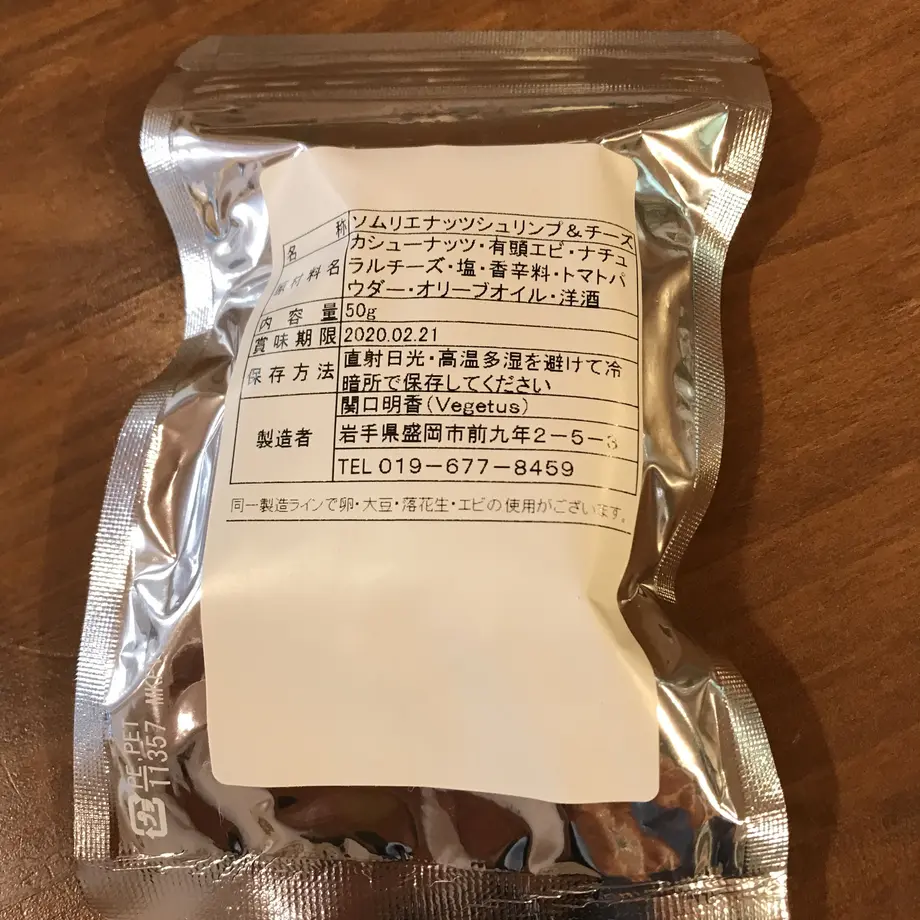 名称 ソムリエナッツシュリンプ&チーズ
原材料名 カシューナッツ・有頭エビ・ナチュ
ラルチーズ・塩・香辛料・トマトパ
ウダー・オリーブオイル・洋酒
内容量 50g
賞味期限 2020.02.21
保存方法 直射日光・高温多湿を避けて冷
暗所で保存してください
製造者 関口明香(Vegetus)
岩手県盛岡市前九年2-5-3
TEL 019-677-8459
同一製造ラインで卵・大豆・落花生・エビの使用がございます。
PE,PET
11357
プラ